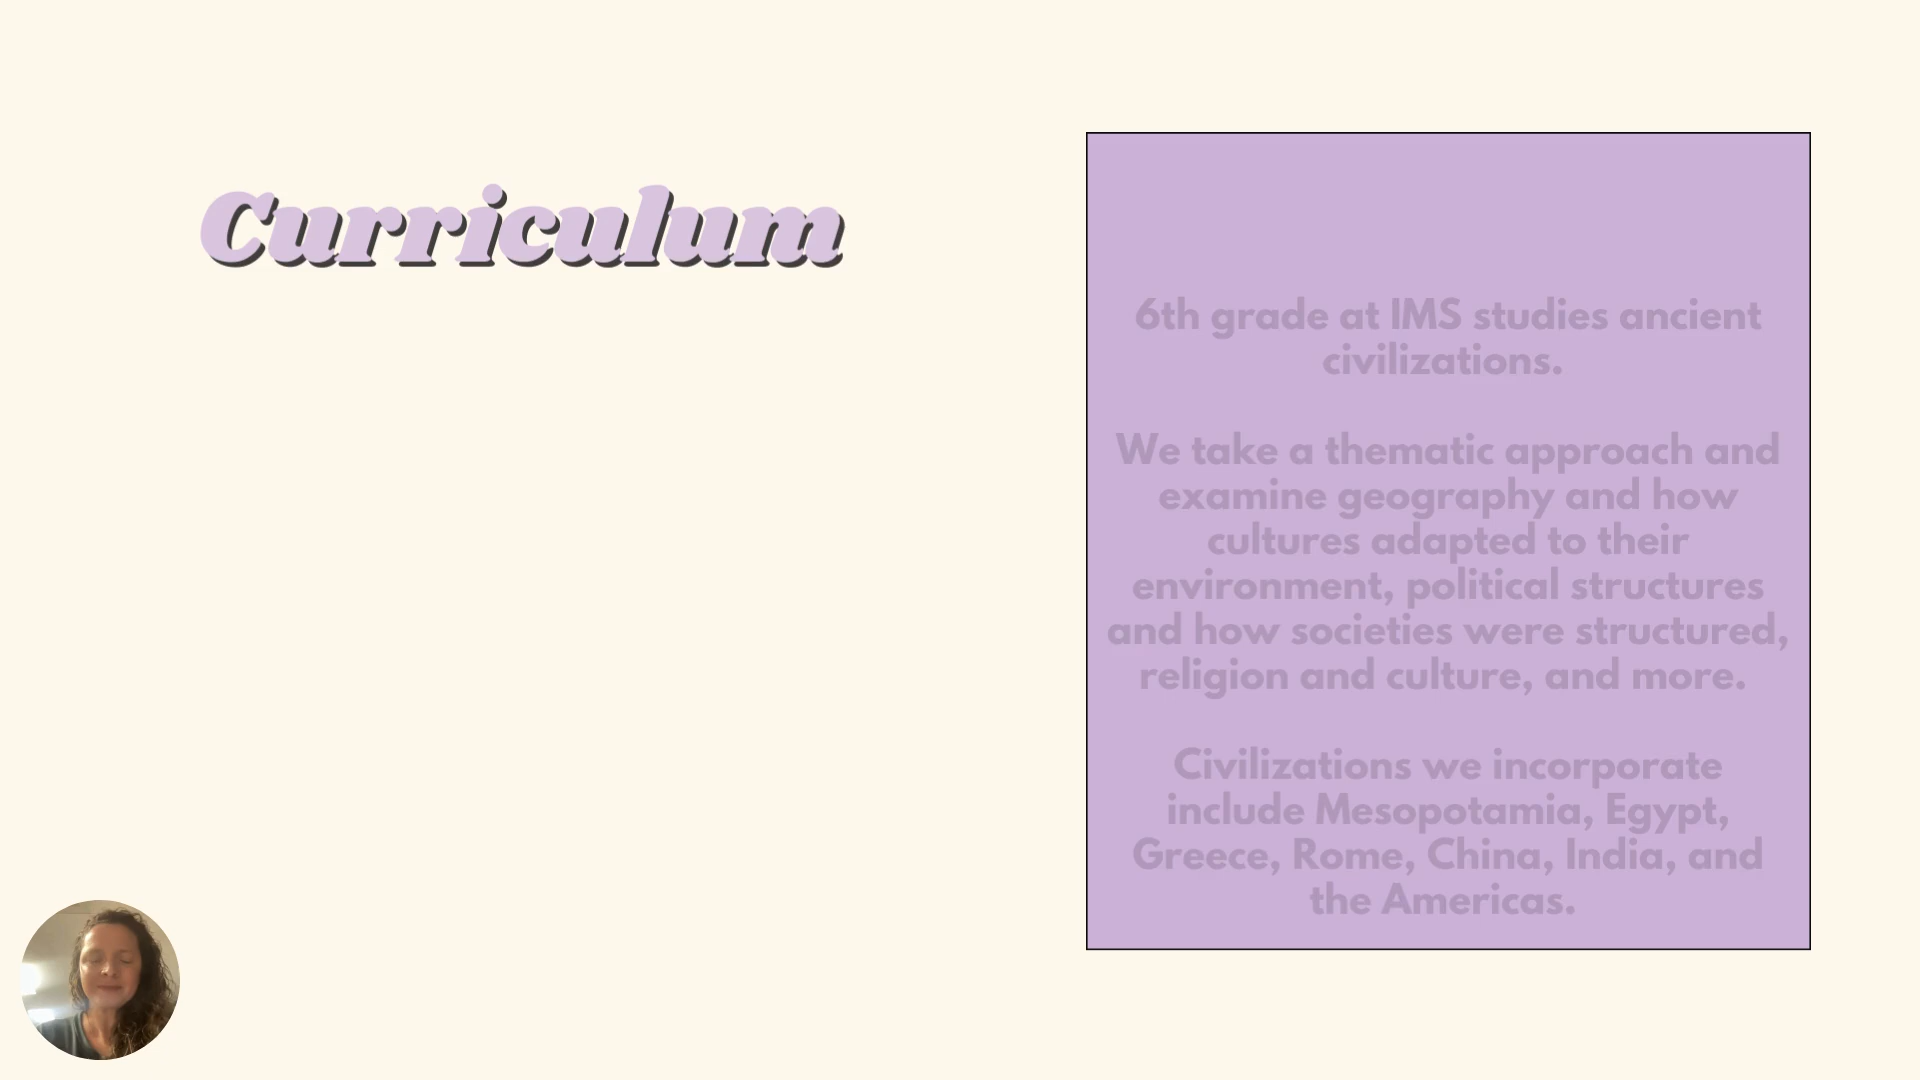 Curriculum
6th grade at IMS studies ancient
civilizations.
We take a thematic approach and
examine geography and how
cultures adapted to their
environment, political structures
and how societies were structured,
religion and culture, and more.
Civilizations we incorporate
include Mesopotamia, Egypt,
Greece, Rome, China, India, and
the Americas.